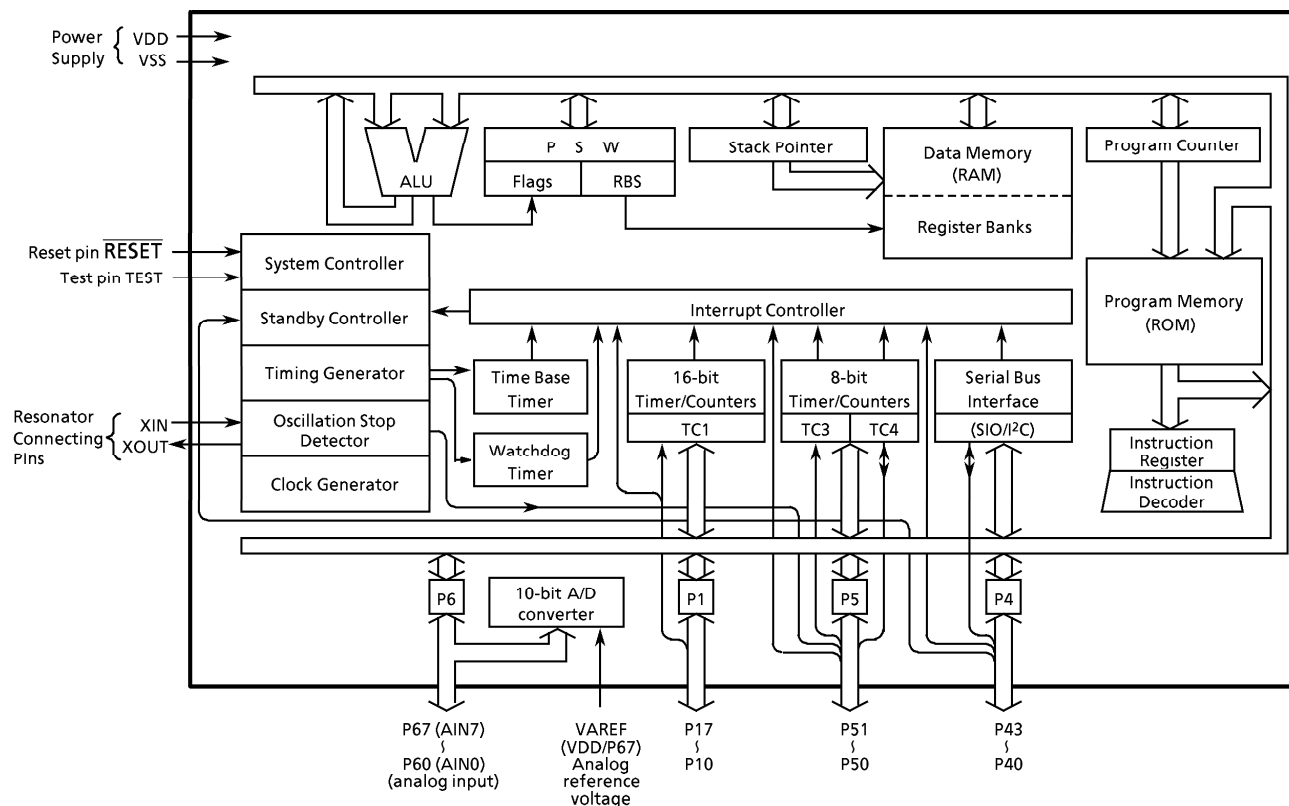 Power
Supply
VDD
VSS
P S W
Flags
RBS
ALU
Stack Pointer
Data Memory
(RAM)
Register Banks
Program Counter
Reset pin RESET
Test pin TEST
System Controller
Standby Controller
Timing Generator
Oscillation Stop
Detector
Clock Generator
Interrupt Controller
Program Memory
(ROM)
Time Base
Timer
Watchdog
Timer
16-bit
Timer/Counters
TC1
8-bit
Timer/Counters
TC3
TC4
Serial Bus
Interface
(SIO/I²C)
Instruction
Register
Instruction
Decoder
Resonator
Connecting
PIns
XIN
XOUT
P6
10-bit A/D
converter
P1
P5
P4
P67 (AIN7)
~
P60 (AIN0)
(analog input)
VAREF
(VDD/P67)
Analog
reference
voltage
P17
~
P10
P51
~
P50
P43
~
P40